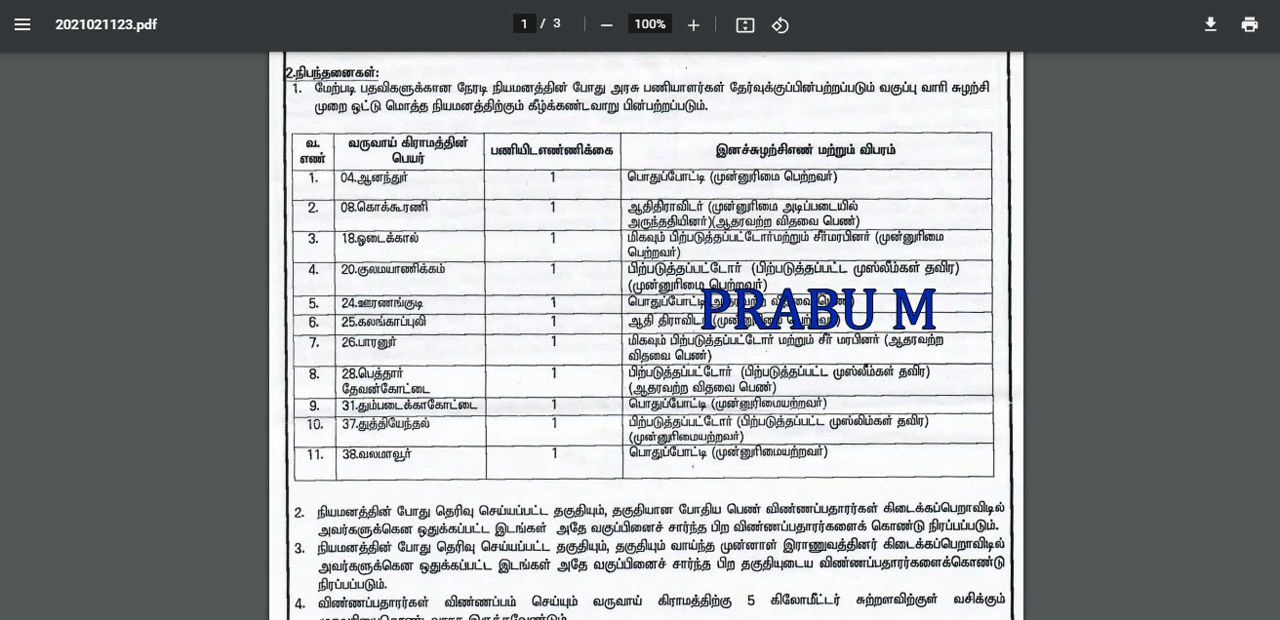 2021021123.pdf
1 / 3
100%
2.நிபந்தனைகள்:
1. மேற்படி பதவிகளுக்கான நேரடி நியமனத்தின் போது அரசு பணியாளர்கள் தேர்வுக்குப்பின்பற்றப்படும் வகுப்பு வாரி சுழற்சி
முறை ஒட்டு மொத்த நியமனத்திற்கும் கீழ்க்கண்டவாறு பின்பற்றப்படும்.
வ. எண் வருவாய் கிராமத்தின் பெயர் பணியிடஎண்ணிக்கை இனச்சுழற்சிஎண் மற்றும் விபரம்
1. 04.ஆனந்தூர் 1 பொதுப்போட்டி (முன்னுரிமை பெற்றவர்)
2. 08.கொக்கூரணி 1 ஆதிதிராவிடர் (முன்னுரிமை அடிப்படையில்
அருந்ததியினர்)(ஆதரவற்ற விதவை பெண்)
3. 18.ஓடைக்கால் 1 மிகவும் பிற்படுத்தப்பட்டோர்மற்றும் சீர்மரபினர் (முன்னுரிமை
பெற்றவர்)
4. 20.குலமயாணிக்கம் 1 பிற்படுத்தப்பட்டோர் (பிற்படுத்தப்பட்ட முஸ்லீம்கள் தவிர)
(முன்னுரிமை பெற்றவர்)
5. 24.ஊரணங்குடி 1 பொதுப்போட்டி (ஆதரவற்ற விதவை பெண்)
6. 25.கலங்காப்புலி 1 ஆதி திராவிடர் (முன்னுரிமை பெற்றவர்)
PRABU M
7. 26.பாரனூர் 1 மிகவும் பிற்படுத்தப்பட்டோர் மற்றும் சீர் மரபினர் (ஆதரவற்ற
விதவை பெண்)
8. 28.பெத்தார் 1 பிற்படுத்தப்பட்டோர் (பிற்படுத்தப்பட்ட முஸ்லீம்கள் தவிர)
தேவன்கோட்டை (ஆதரவற்ற விதவை பெண்)
9. 31.தும்படைக்காகோட்டை 1 பொதுப்போட்டி (முன்னுரிமையற்றவர்)
10. 37.துத்தியேந்தல் 1 பிற்படுத்தப்பட்டோர் (பிற்படுத்தப்பட்ட முஸ்லிம்கள் தவிர)
(முன்னுரிமையற்றவர்)
11. 38.வலமாவூர் 1 பொதுப்போட்டி (முன்னுரிமையற்றவர்)
2. நியமனத்தின் போது தெரிவு செய்யப்பட்ட தகுதியும், தகுதியான போதிய பெண் விண்ணப்பதாரர்கள் கிடைக்கப்பெறாவிடில்
அவர்களுக்கென ஒதுக்கப்பட்ட இடங்கள் அதே வகுப்பினைச் சார்ந்த பிற விண்ணப்பதாரர்களைக் கொண்டு நிரப்பப்படும்.
3. நியமனத்தின் போது தெரிவு செய்யப்பட்ட தகுதியும், தகுதியும் வாய்ந்த முன்னாள் இராணுவத்தினர் கிடைக்கப்பெறாவிடில்
அவர்களுக்கென ஒதுக்கப்பட்ட இடங்கள் அதே வகுப்பினைச் சார்ந்த பிற தகுதியுடைய விண்ணப்பதாரர்களைக்கொண்டு
நிரப்பப்படும்.
4. விண்ணப்பதாரர்கள் விண்ணப்பம் செய்யும் வருவாய் கிராமத்திற்கு 5 கிலோமீட்டர் சுற்றளவிற்குள் வசிக்கும்